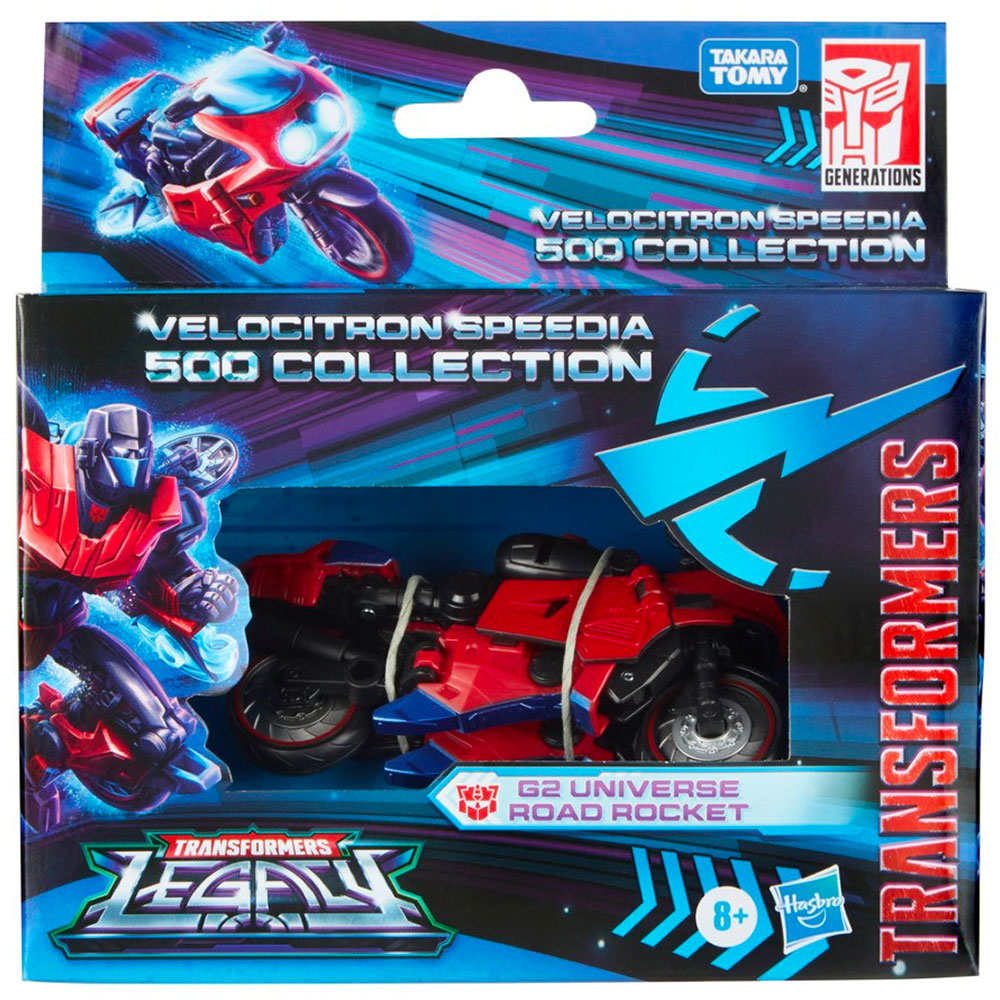 TAKARA
TOMY®
GENERATIONS
VELOCITRON SPEEDIA
500 COLLECTION
VELOCITRON SPEEDIA
500 COLLECTION
TRANSFORMERS
G2 UNIVERSE
ROAD ROCKET
TRANSFORMERS
LEGACY
8+
Hasbro